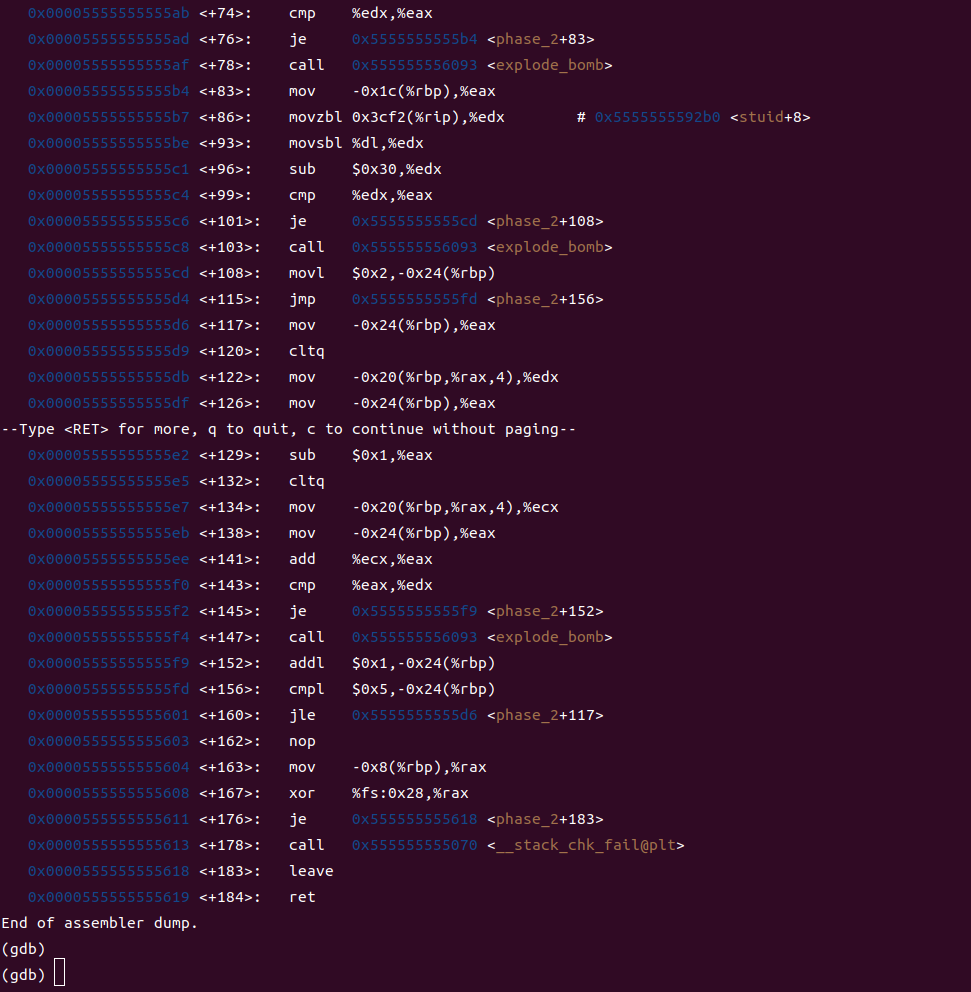 0x00005555555555ab <+74>: cmp %edx,%eax
0x00005555555555ad <+76>: je 0x5555555555b4 <phase_2+83>
0x00005555555555af <+78>: call 0x555555556093 <explode_bomb>
0x00005555555555b4 <+83>: mov -0x1c(%rbp),%eax
0x00005555555555b7 <+86>: movzbl 0x3cf2(%rip),%edx # 0x5555555592b0 <stuid+8>
0x00005555555555be <+93>: movsbl %dl,%edx
0x00005555555555c1 <+96>: sub $0x30,%edx
0x00005555555555c4 <+99>: cmp %edx,%eax
0x00005555555555c6 <+101>: je 0x5555555555cd <phase_2+108>
0x00005555555555c8 <+103>: call 0x555555556093 <explode_bomb>
0x00005555555555cd <+108>: movl $0x2,-0x24(%rbp)
0x00005555555555d4 <+115>: jmp 0x5555555555fd <phase_2+156>
0x00005555555555d6 <+117>: mov -0x24(%rbp),%eax
0x00005555555555d9 <+120>: cltq
0x00005555555555db <+122>: mov -0x20(%rbp,%rax,4),%edx
0x00005555555555df <+126>: mov -0x24(%rbp),%eax
--Type <RET> for more, q to quit, c to continue without paging--
0x00005555555555e2 <+129>: sub $0x1,%eax
0x00005555555555e5 <+132>: cltq
0x00005555555555e7 <+134>: mov -0x20(%rbp,%rax,4),%ecx
0x00005555555555eb <+138>: mov -0x24(%rbp),%eax
0x00005555555555ee <+141>: add %ecx,%eax
0x00005555555555f0 <+143>: cmp %eax,%edx
0x00005555555555f2 <+145>: je 0x5555555555f9 <phase_2+152>
0x00005555555555f4 <+147>: call 0x555555556093 <explode_bomb>
0x00005555555555f9 <+152>: addl $0x1,-0x24(%rbp)
0x00005555555555fd <+156>: cmpl $0x5,-0x24(%rbp)
0x0000555555555601 <+160>: jle 0x5555555555d6 <phase_2+117>
0x0000555555555603 <+162>: nop
0x0000555555555604 <+163>: mov -0x8(%rbp),%rax
0x0000555555555608 <+167>: xor %fs:0x28,%rax
0x0000555555555611 <+176>: je 0x555555555618 <phase_2+183>
0x0000555555555613 <+178>: call 0x555555555070 <__stack_chk_fail@plt>
0x0000555555555618 <+183>: leave
0x0000555555555619 <+184>: ret
End of assembler dump.
(gdb)
(gdb)